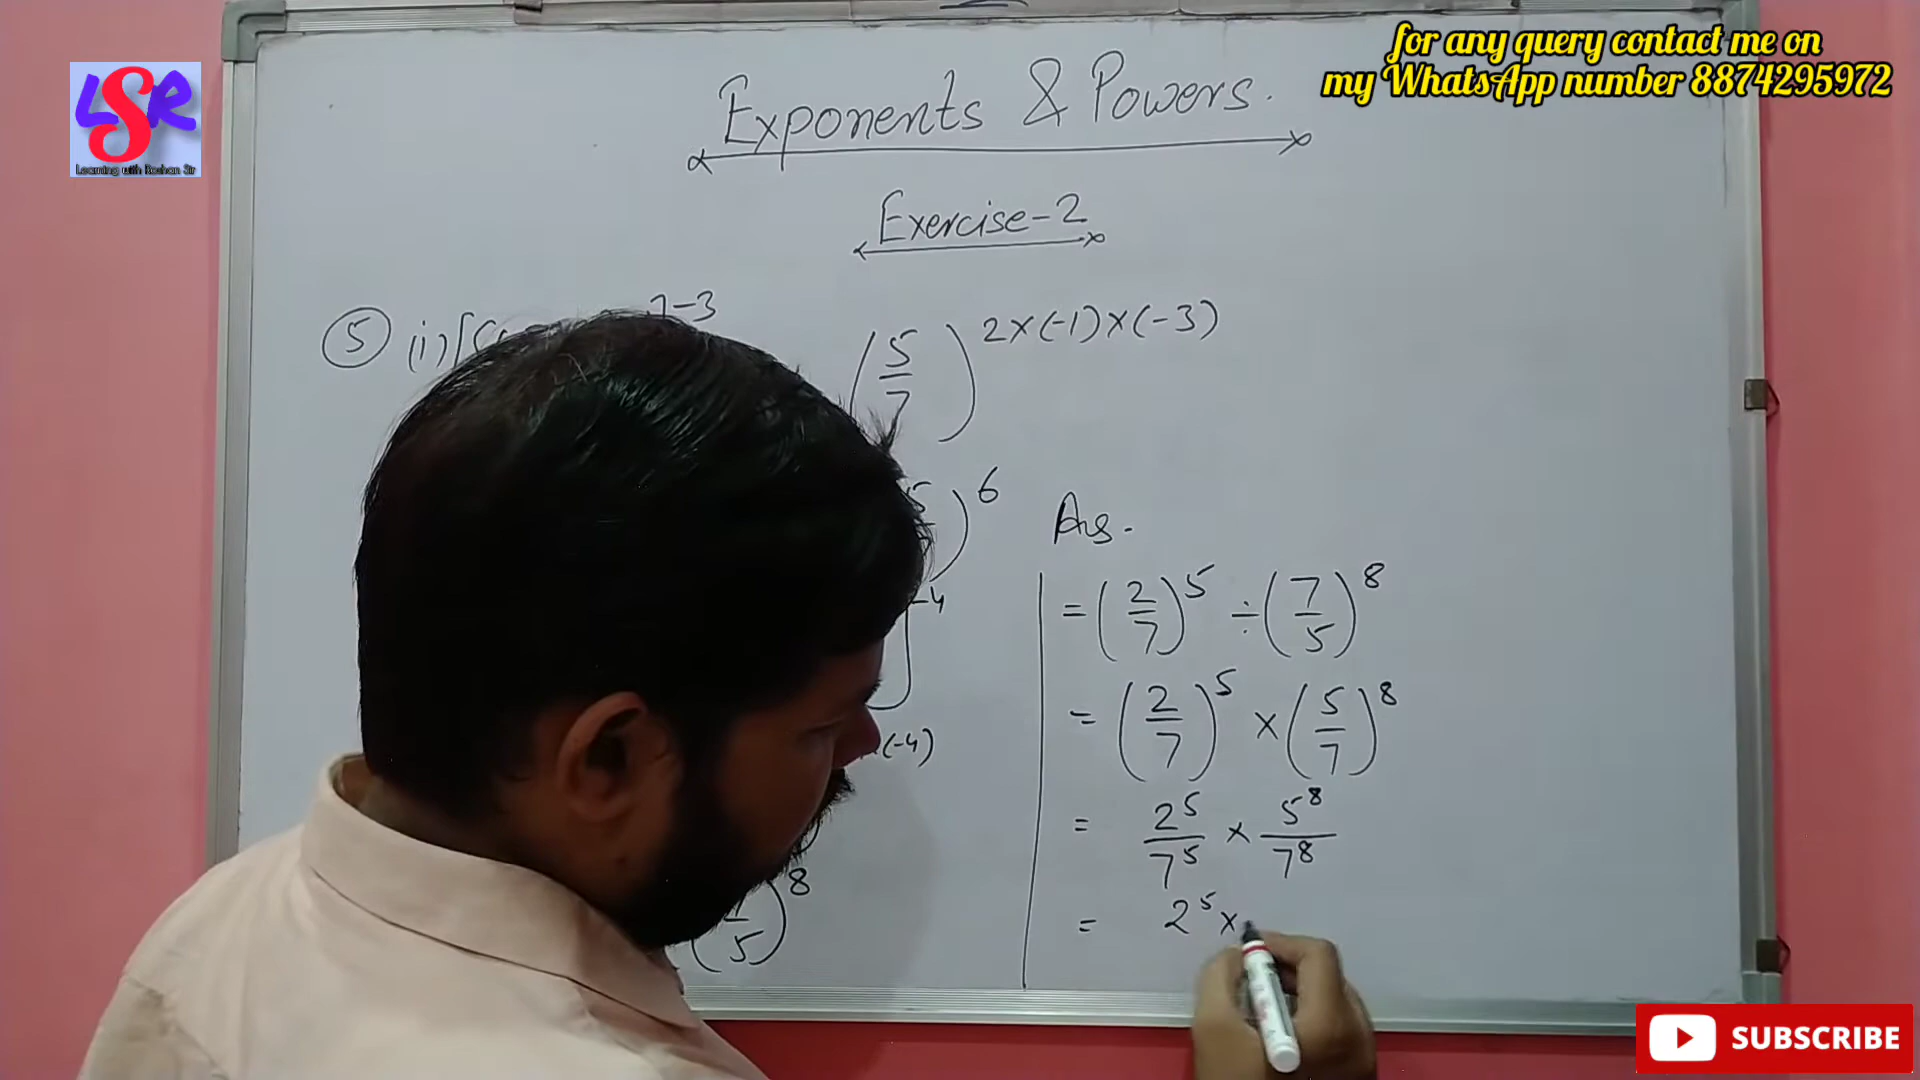 for any query contact me on
my WhatsApp number 8874295972
LSR
Learning with Roshan Sir
Exponents & Powers.
Exercise-2
5 (i) [( ]-3
(5/7)^2×(-1)×(-3)
)^6 Ans.
]-4
×(-4)
5)^8
= (2/7)^5 ÷ (7/5)^8
= (2/7)^5 × (5/7)^8
= 2^5/7^5 × 5^8/7^8
= 2^5 ×
SUBSCRIBE